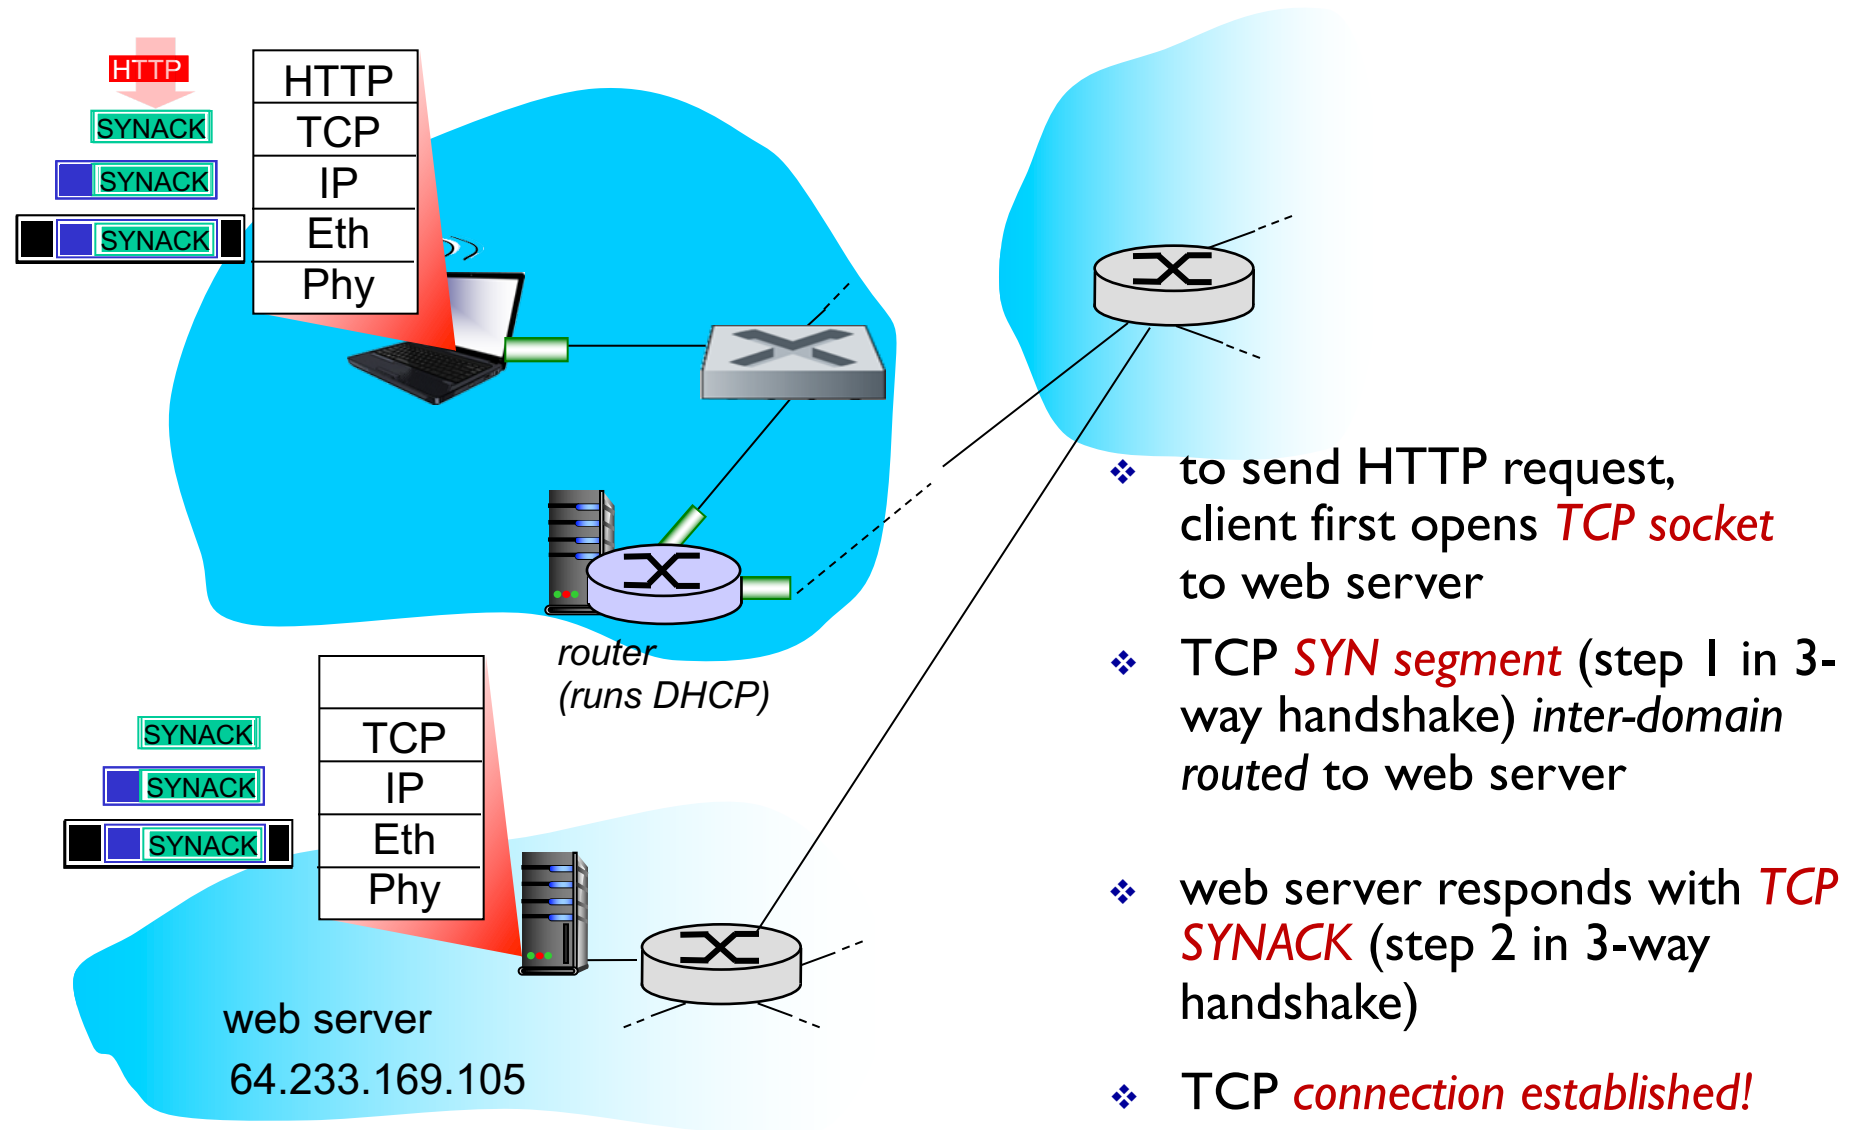 HTTP
SYNACK
SYNACK
SYNACK
HTTP
TCP
IP
Eth
Phy
router
(runs DHCP)
SYNACK
SYNACK
SYNACK
TCP
IP
Eth
Phy
web server
64.233.169.105
❖ to send HTTP request,
client first opens TCP socket
to web server
❖ TCP SYN segment (step 1 in 3-
way handshake) inter-domain
routed to web server
❖ web server responds with TCP
SYNACK (step 2 in 3-way
handshake)
❖ TCP connection established!